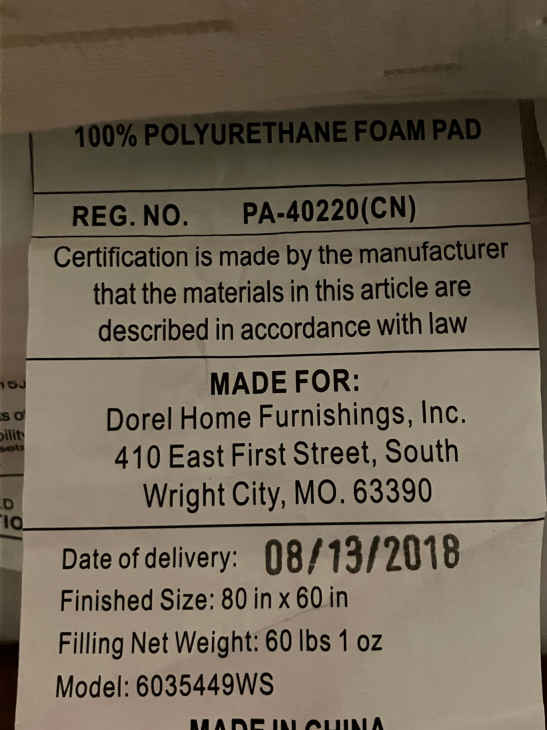 100% POLYURETHANE FOAM PAD
REG. NO. PA-40220(CN)
Certification is made by the manufacturer
that the materials in this article are
described in accordance with law
MADE FOR:
Dorel Home Furnishings, Inc.
410 East First Street, South
Wright City, MO. 63390
Date of delivery: 08/13/2018
Finished Size: 80 in x 60 in
Filling Net Weight: 60 lbs 1 oz
Model: 6035449WS
MADE IN CHINA